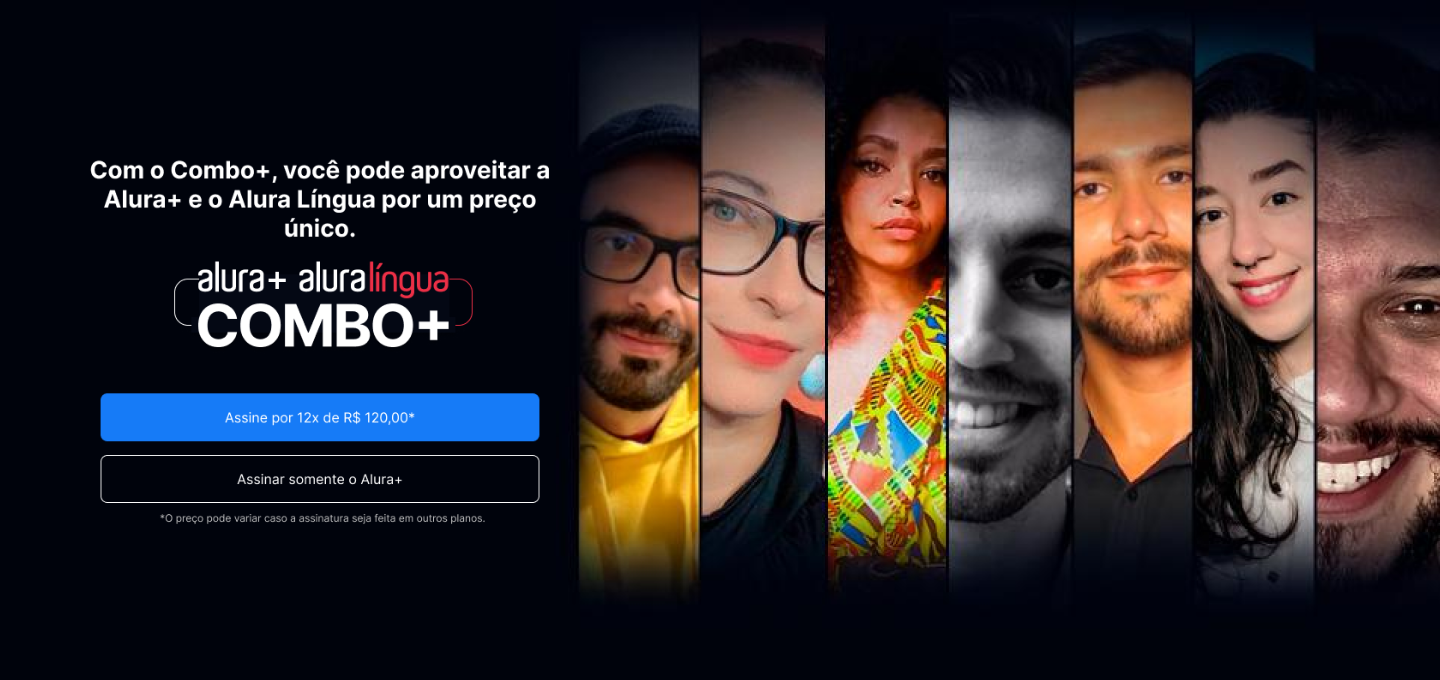 Com o Combo+, você pode aproveitar a
Alura+ e o Alura Língua por um preço
único.
alura+ aluralíngua
COMBO+
Assine por 12x de R$ 120,00*
Assinar somente o Alura+
*O preço pode variar caso a assinatura seja feita em outros planos.